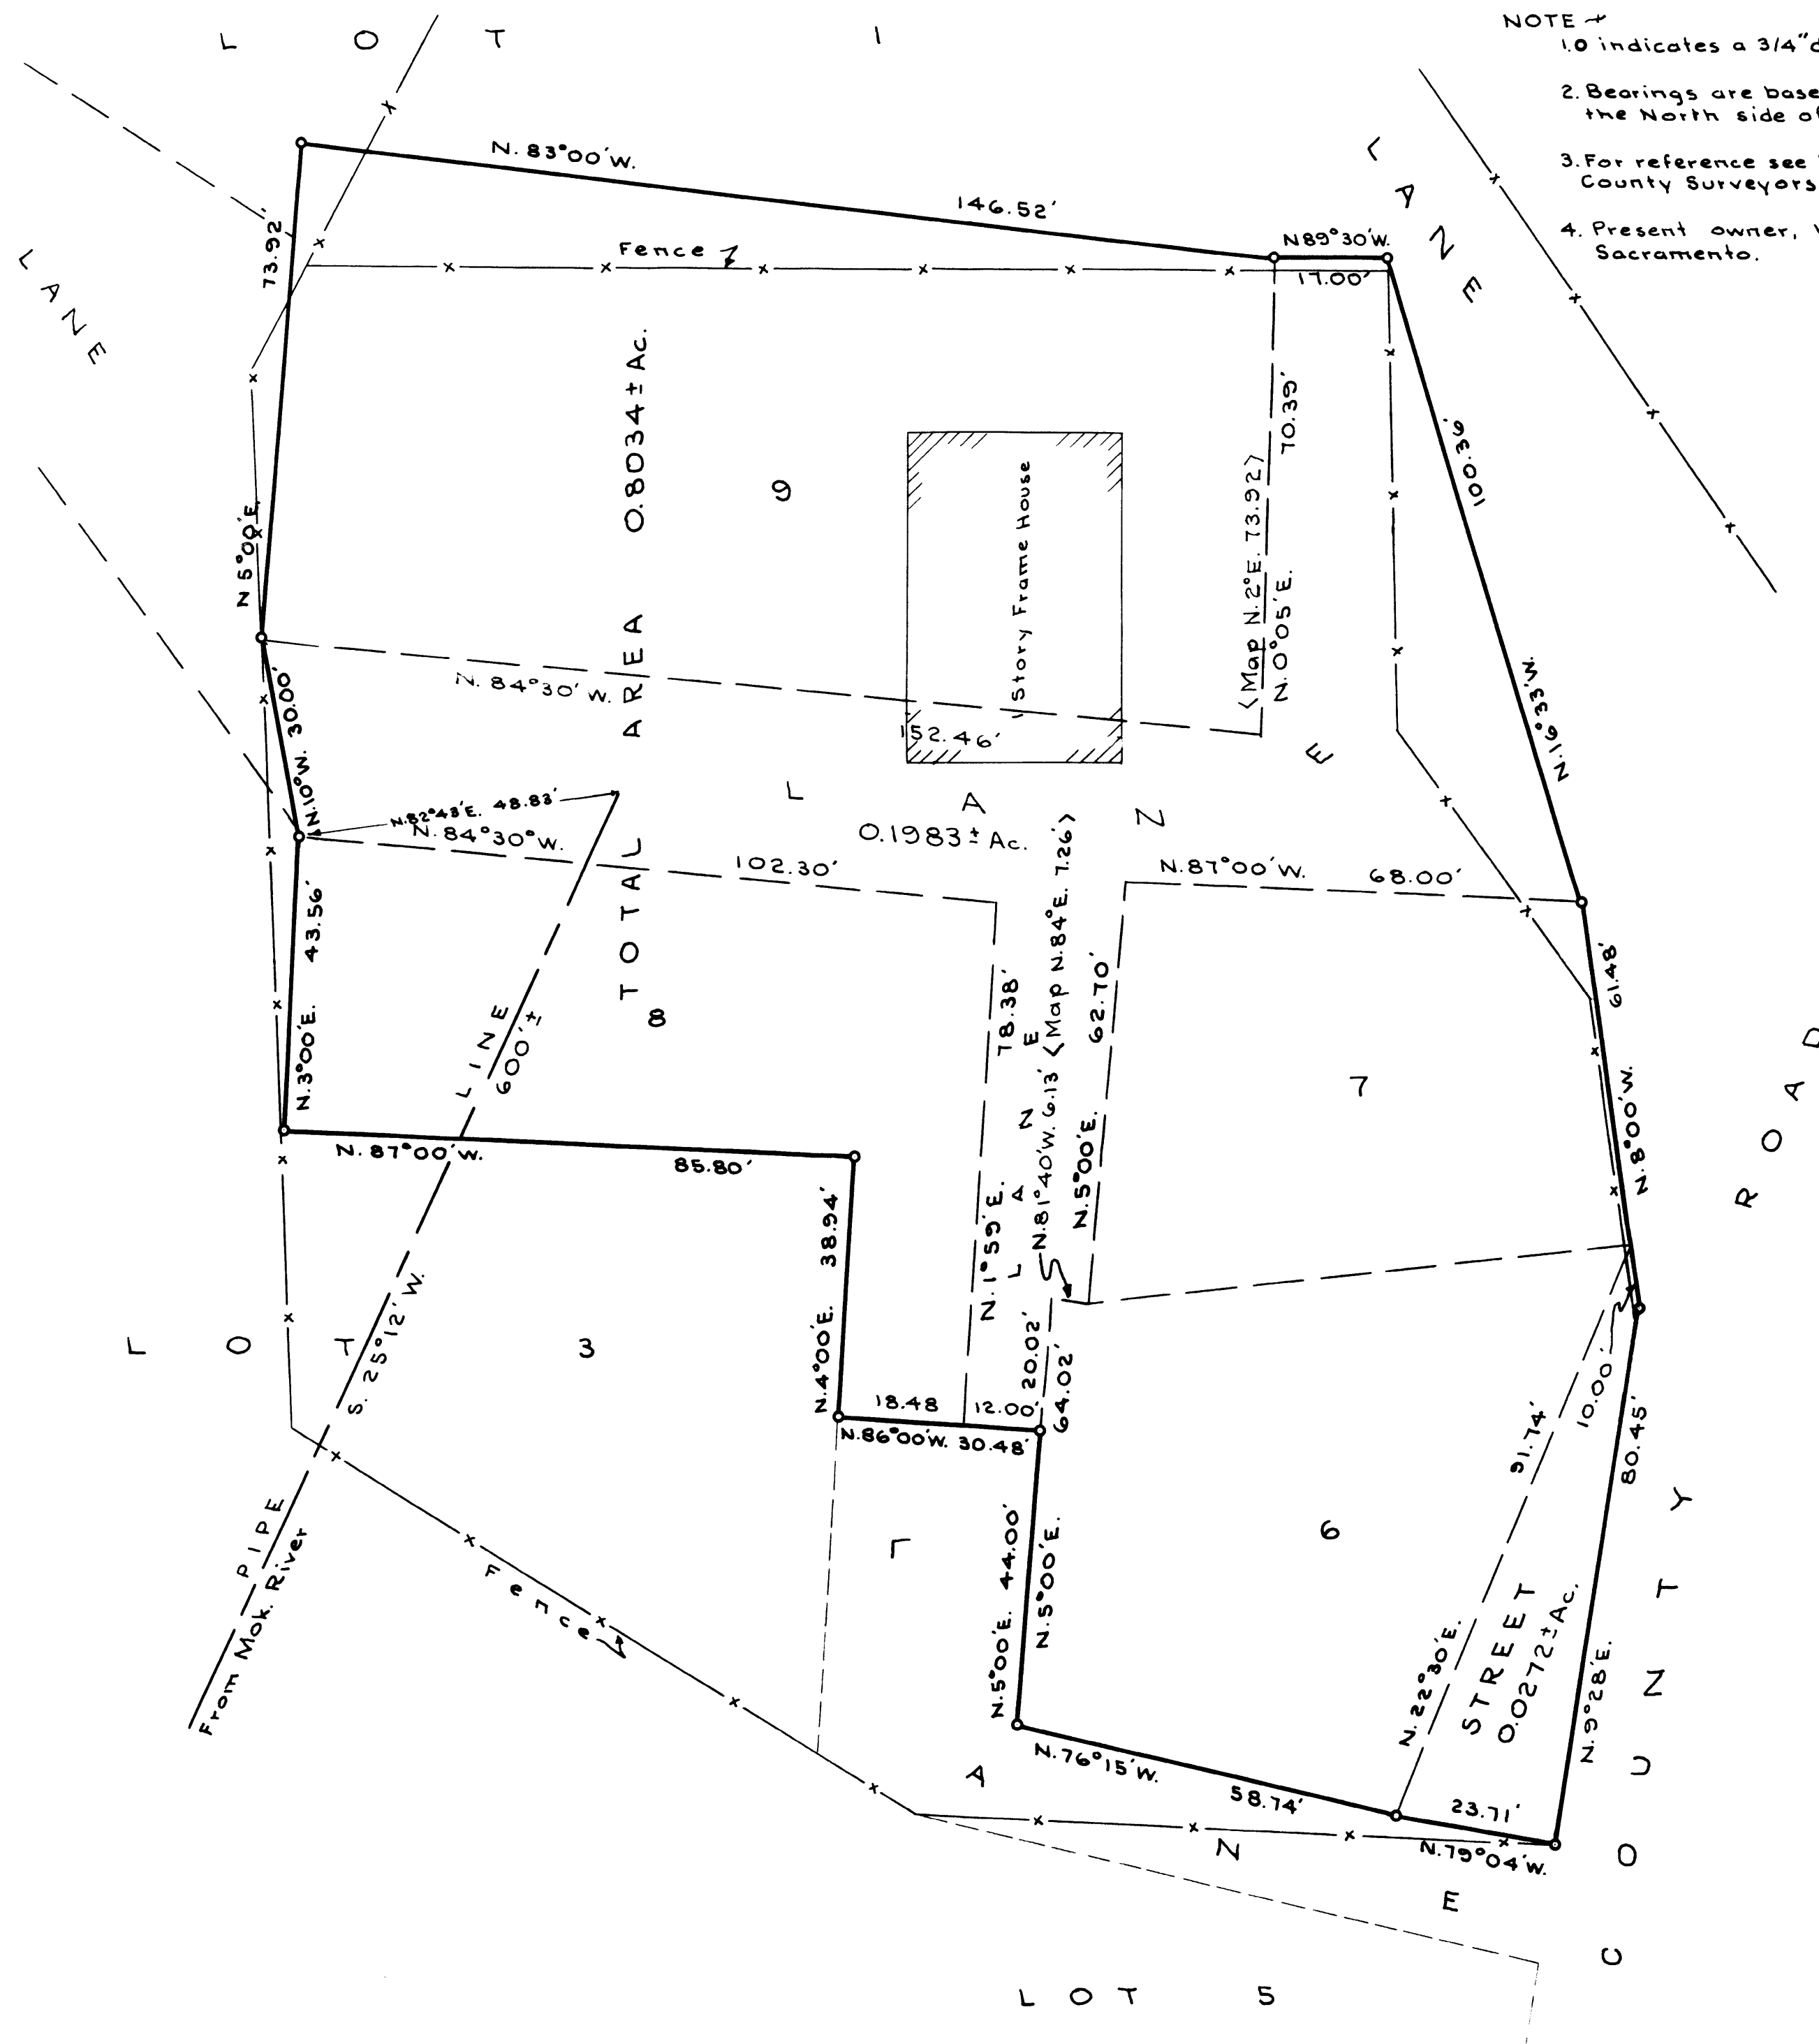 LOT 1
NOTE
1. O indicates a 3/4"
2. Bearings are base
the North side of
3. For reference see
County Surveyors
4. Present owner,
Sacramento.
LANE
N. 83°00'W.
146.52'
N89°30'W.
17.00'
Fence
LANE
73.92'
N 5°00'E.
TOTAL AREA 0.8034± Ac.
9
1 Story Frame House
(Map N.2°E. 73.92)
N.0°05'E.
70.39'
100.36'
N.16°33'W.
N. 84°30' W.
152.46'
N.10°W. 30.00'
N.82°43'E. 48.83'
N.84°30°W.
102.30'
LANE
0.1983± Ac.
N.87°00'W. 68.00'
43.56'
N.3°00'E.
8
PIPE LINE
600'±
S. 25°12' W.
From Mok. River
78.38'
N.1°59'E.
LANE
N.81°40'W. 6.13' (Map N.84°E. 7.26')
62.70'
N.5°00'E.
7
61.48'
N.8°00'W.
COUNTY ROAD
N. 87°00'W.
85.80'
38.94'
N.4°00'E.
LOT 3
20.02'
64.02'
18.48
12.00'
N.86°00'W. 30.48'
10.00'
91.74'
80.45'
N.5°00'E. 44.00'
N.5°00'E.
6
N.22°30'E.
STREET
0.0272± Ac.
N.9°28'E.
Fence
LANE
N.76°15'W.
58.74'
23.71'
N.79°04'W.
LOT 5